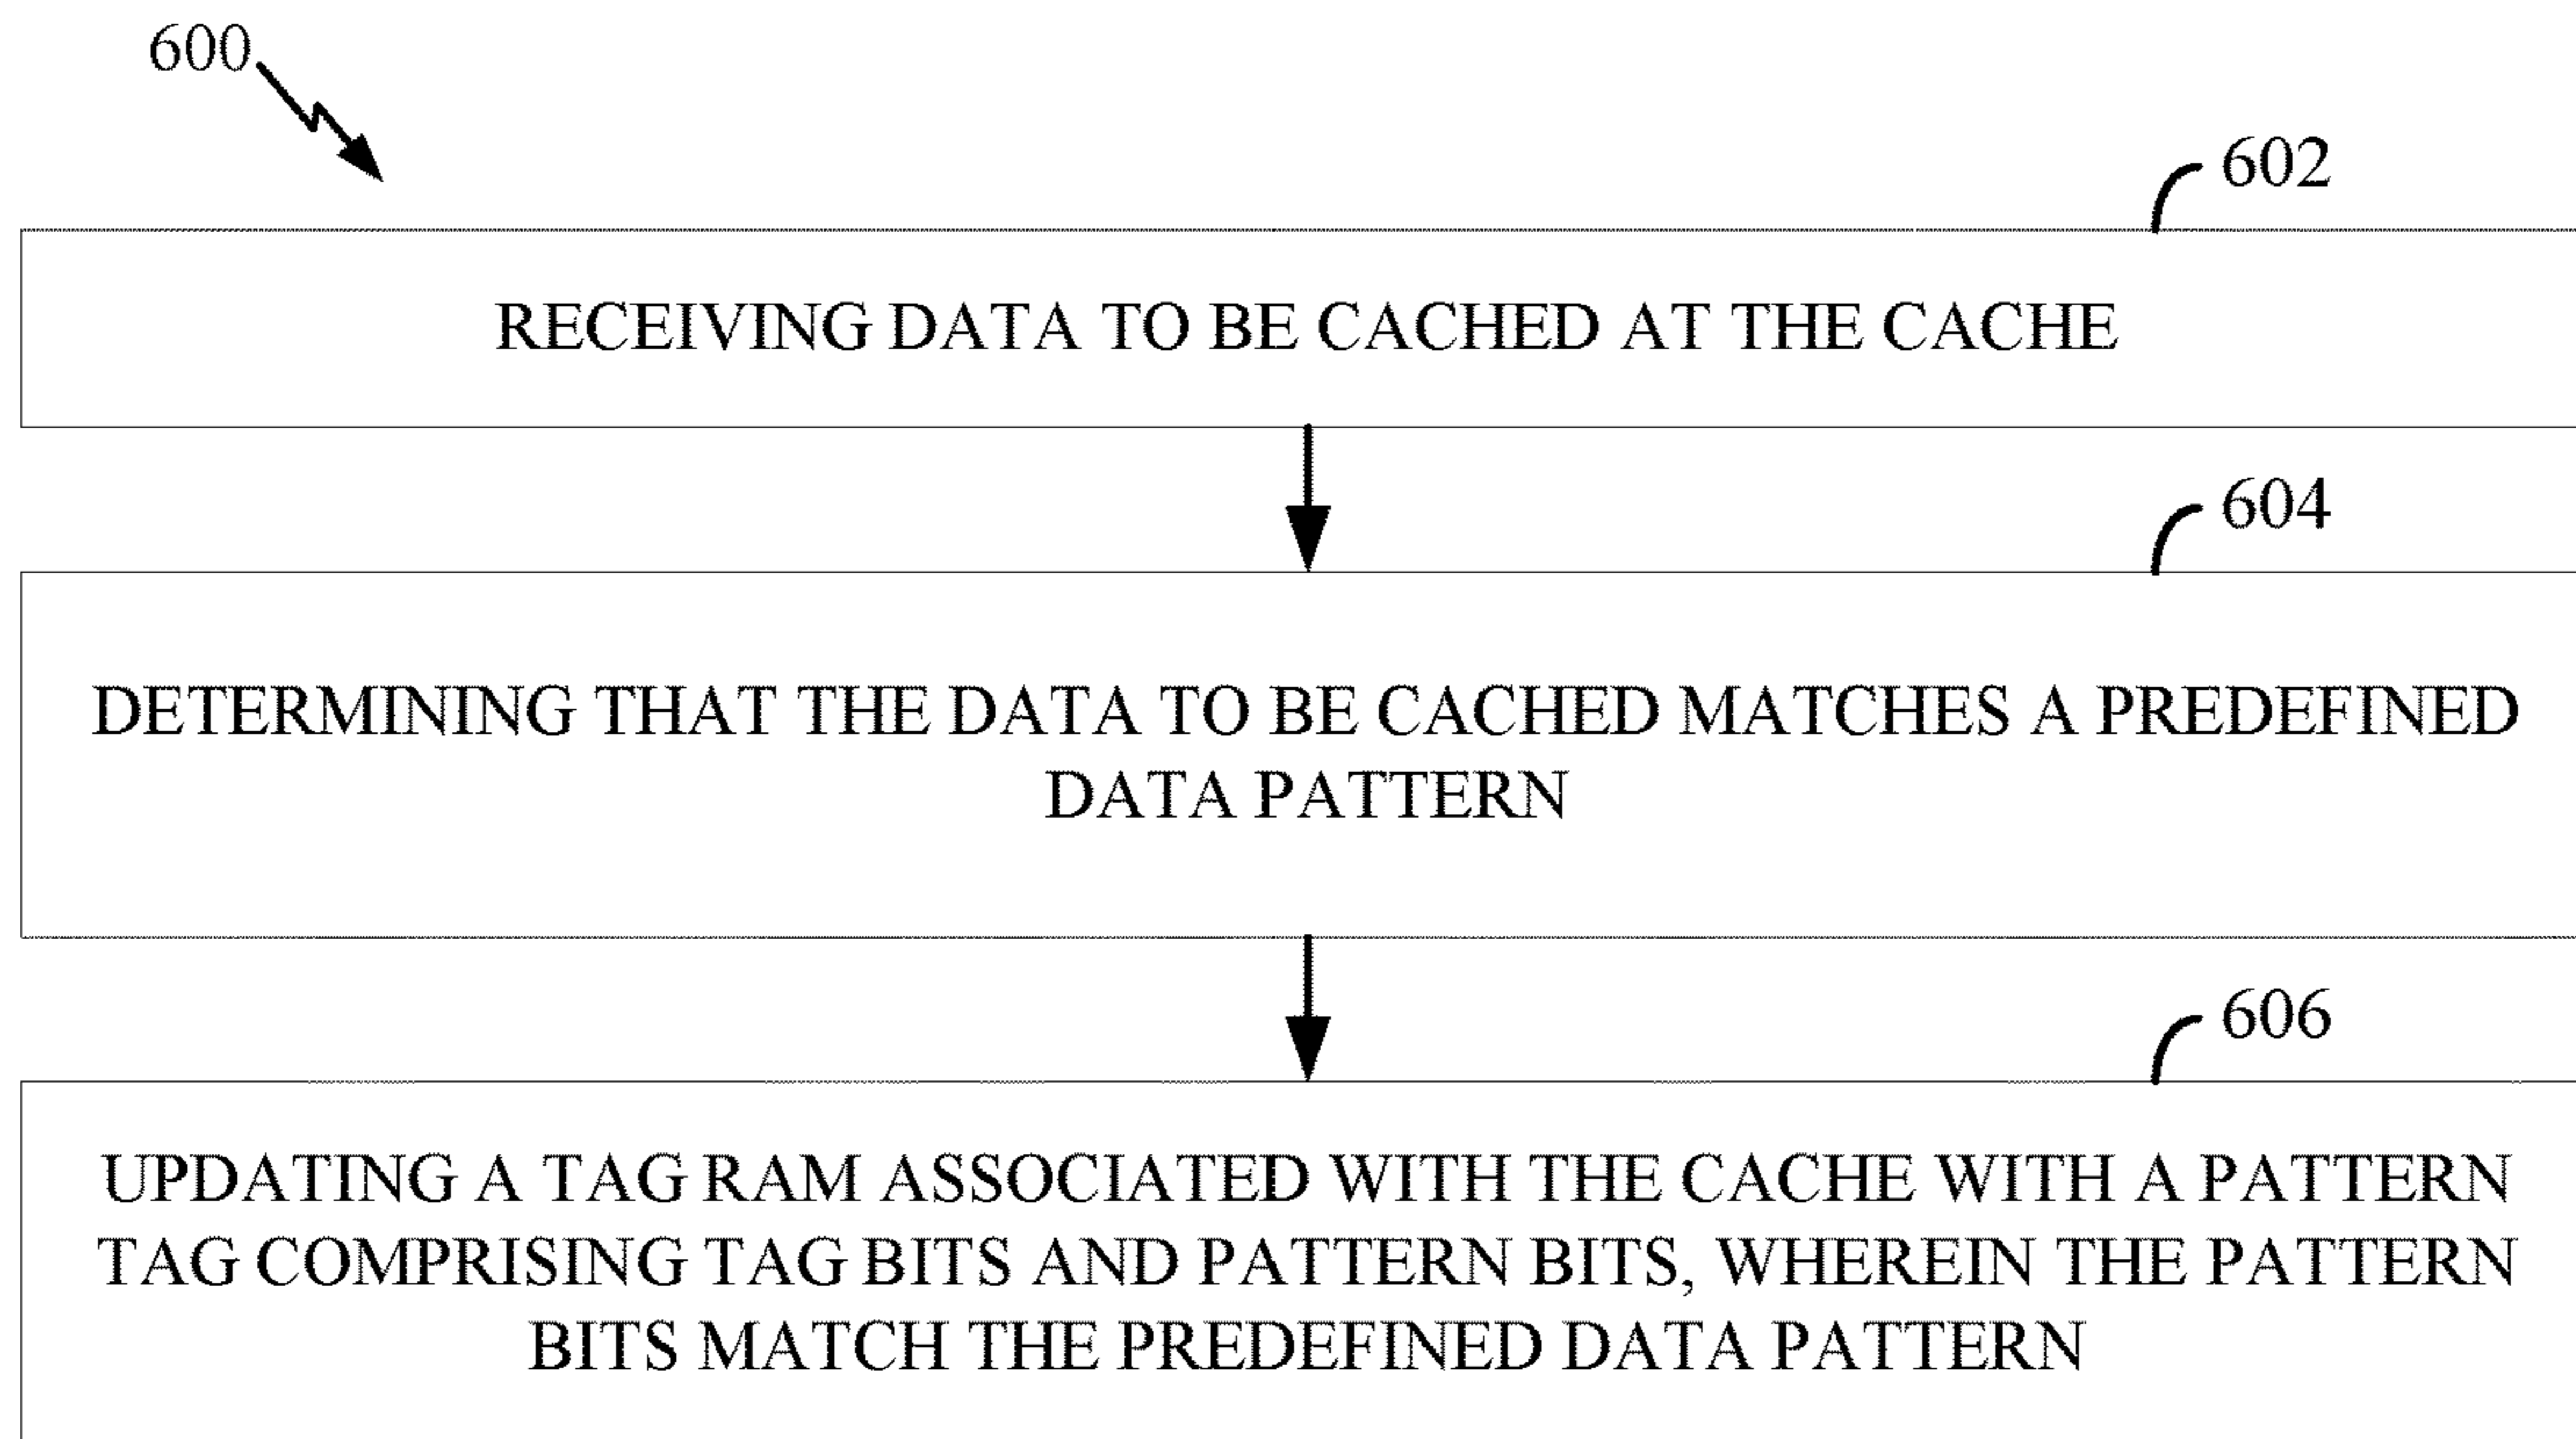 600
602
RECEIVING DATA TO BE CACHED AT THE CACHE
604
DETERMINING THAT THE DATA TO BE CACHED MATCHES A PREDEFINED
DATA PATTERN
606
UPDATING A TAG RAM ASSOCIATED WITH THE CACHE WITH A PATTERN
TAG COMPRISING TAG BITS AND PATTERN BITS, WHEREIN THE PATTERN
BITS MATCH THE PREDEFINED DATA PATTERN